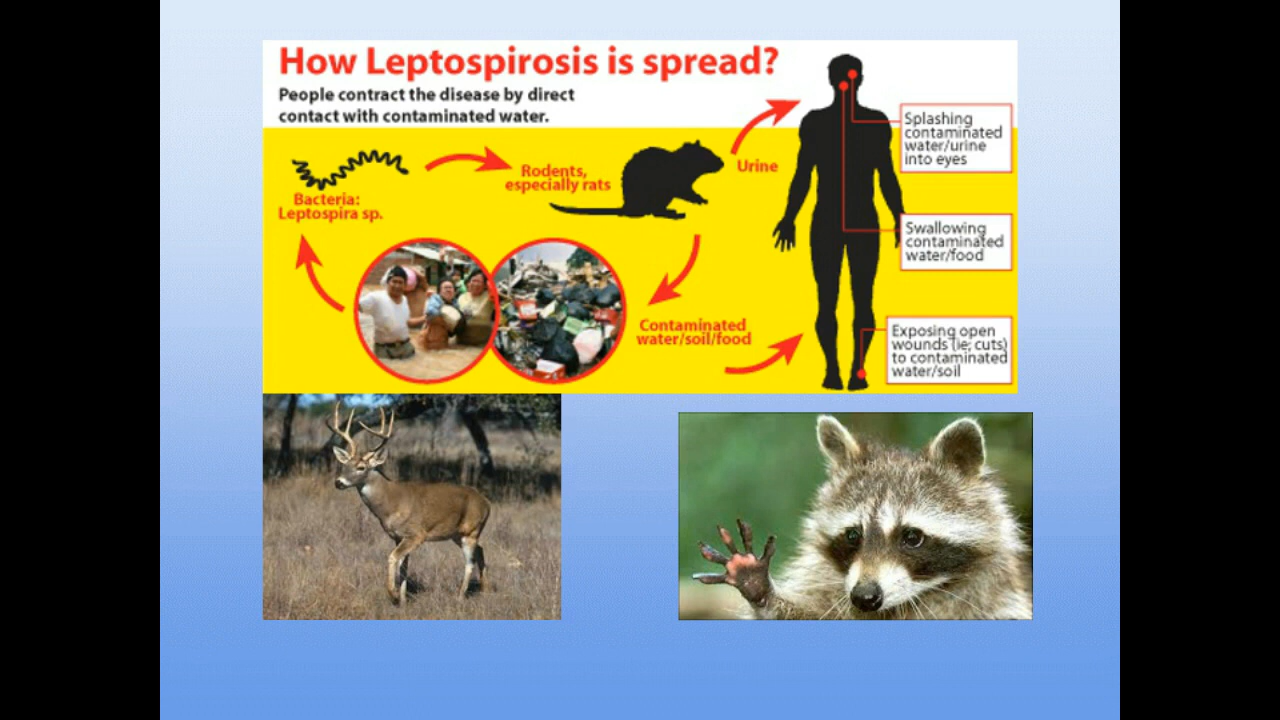 How Leptospirosis is spread?
People contract the disease by direct
contact with contaminated water.
Bacteria:
Leptospira sp.
Rodents,
especially rats
Urine
Contaminated
water/soil/food
Splashing
contaminated
water/urine
into eyes
Swallowing
contaminated
water/food
Exposing open
wounds (ie; cuts)
to contaminated
water/soil